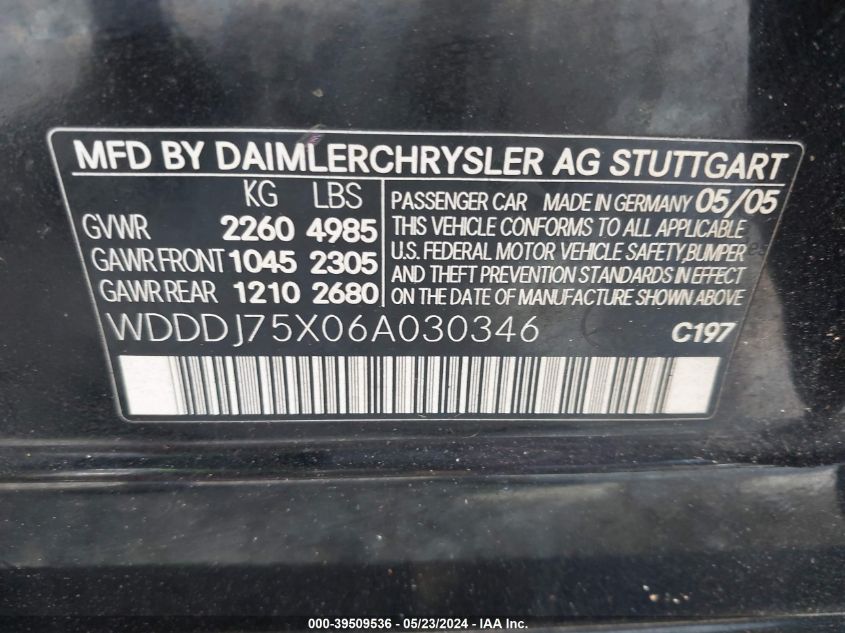 MFD BY DAIMLERCHRYSLER AG STUTTGART
KG LBS
GVWR 2260 4985
GAWR FRONT 1045 2305
GAWR REAR 1210 2680
PASSENGER CAR MADE IN GERMANY 05/05
THIS VEHICLE CONFORMS TO ALL APPLICABLE
U.S. FEDERAL MOTOR VEHICLE SAFETY,BUMPER
AND THEFT PREVENTION STANDARDS IN EFFECT
ON THE DATE OF MANUFACTURE SHOWN ABOVE
WDDDJ75X06A030346 C197
000-39509536 - 05/23/2024 - IAA Inc.